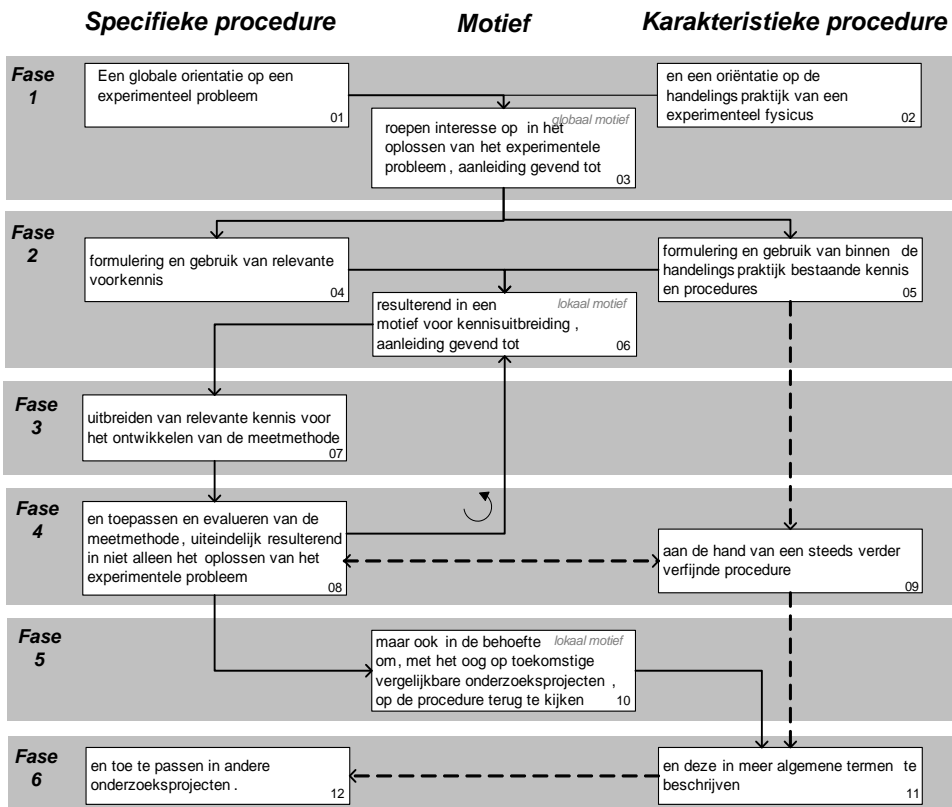 Specifieke procedure
Motief
Karakteristieke procedure
Fase
1
Een globale orientatie op een
experimenteel probleem
01
en een oriëntatie op de
handelings praktijk van een
experimenteel fysicus
02
globaal motief
roepen interesse op in het
oplossen van het experimentele
probleem , aanleiding gevend tot
03
Fase
2
formulering en gebruik van relevante
voorkennis
04
formulering en gebruik van binnen de
handelings praktijk bestaande kennis
en procedures
05
resulterend in een
lokaal motief
motief voor kennisuitbreiding ,
aanleiding gevend tot
06
Fase
3
uitbreiden van relevante kennis voor
het ontwikkelen van de meetmethode
07
Fase
4
en toepassen en evalueren van de
meetmethode , uiteindelijk resulterend
in niet alleen het oplossen van het
experimentele probleem
08
aan de hand van een steeds verder
verfijnde procedure
09
Fase
5
maar ook in de behoefte
lokaal motief
om , met het oog op toekomstige
vergelijkbare onderzoeksprojecten ,
op de procedure terug te kijken
10
Fase
6
en toe te passen in andere
onderzoeksprojecten .
12
en deze in meer algemene termen te
beschrijven
11